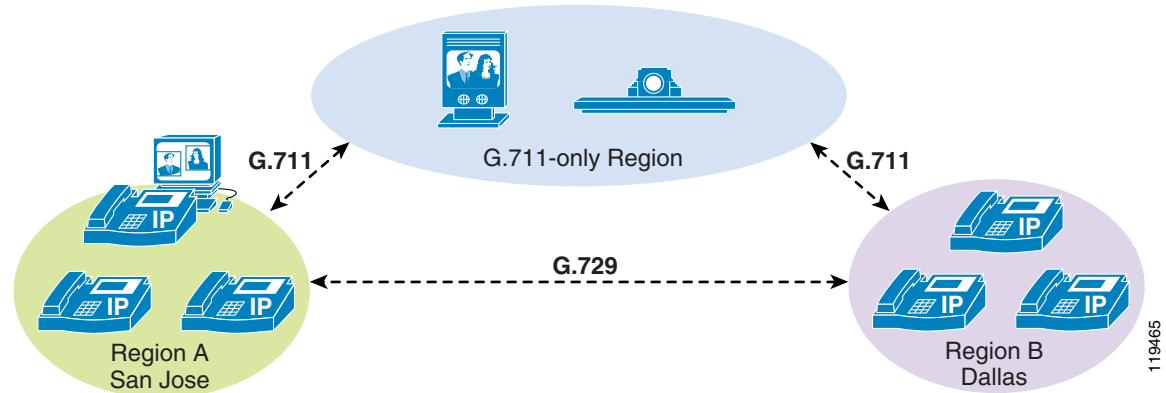 G.711-only Region
G.711
G.711
IP
IP
IP
G.729
IP
IP
IP
Region A
San Jose
Region B
Dallas
119465